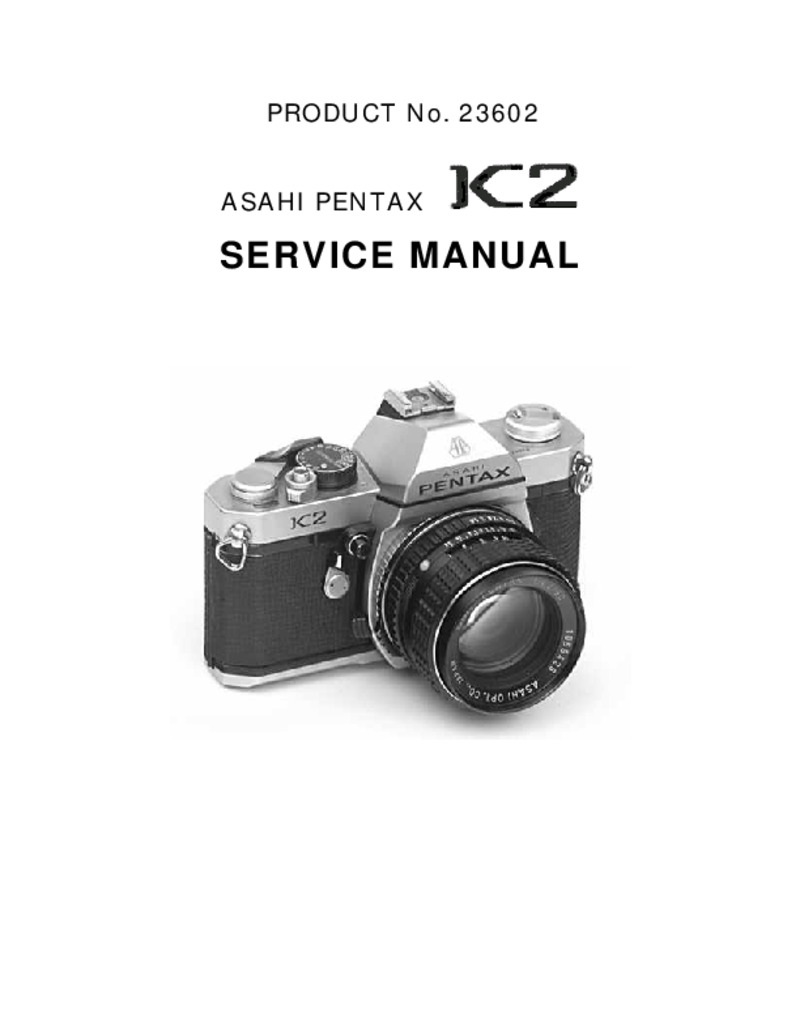 PRODUCT No. 23602
ASAHI PENTAX K2
SERVICE MANUAL
ASAHI
PENTAX
K2
ASAHI OPT. CO.,